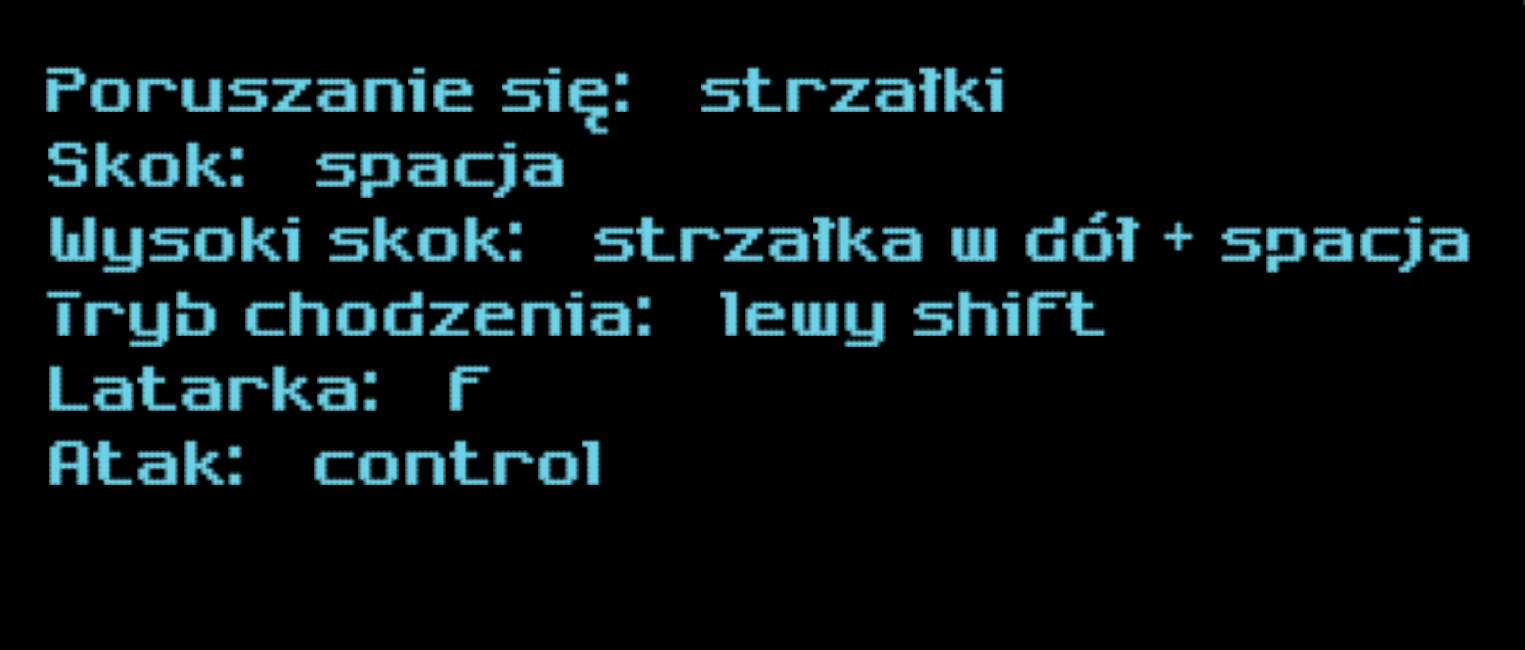 Poruszanie się: strzałki
Skok: spacja
Wysoki skok: strzałka w dół + spacja
Tryb chodzenia: lewy shift
Latarka: f
Atak: control